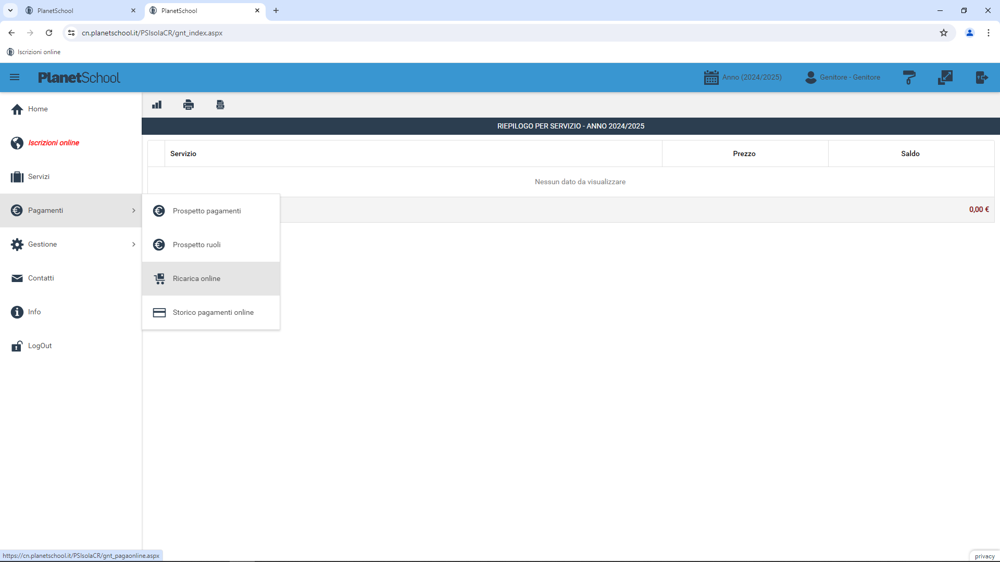 PlanetSchool
PlanetSchool
cn.planetschool.it/PSIsolaCR/gnt_index.aspx
Iscrizioni online
PlanetSchool
Anno (2024/2025)
Genitore - Genitore
Home
Iscrizioni online
Servizi
Pagamenti
Gestione
Contatti
Info
LogOut
XLS
RIEPILOGO PER SERVIZIO - ANNO 2024/2025
Servizio
Prezzo
Saldo
Nessun dato da visualizzare
0,00 €
Prospetto pagamenti
Prospetto ruoli
Ricarica online
Storico pagamenti online
https://cn.planetschool.it/PSIsolaCR/gnt_pagaonline.aspx
privacy